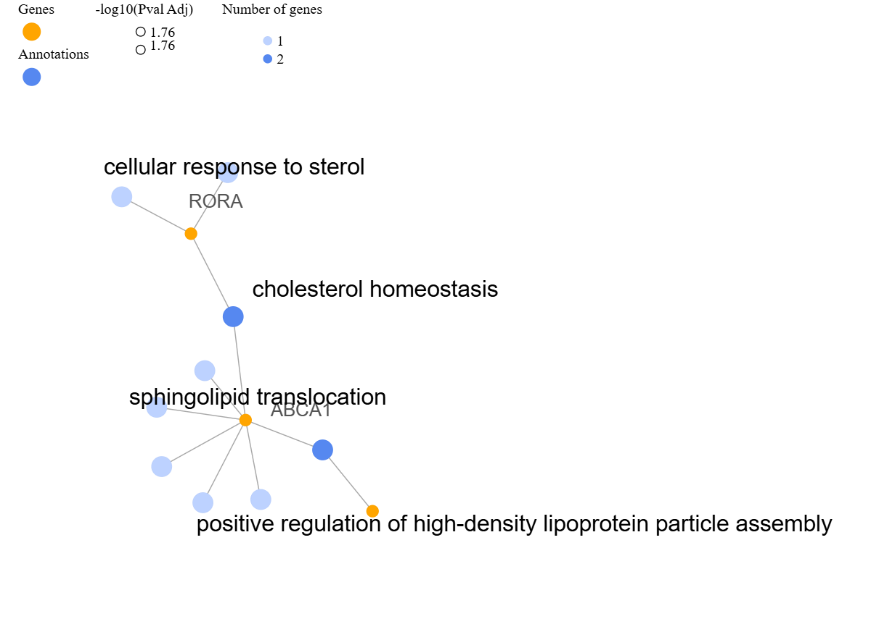 Genes
-log10(Pval Adj)
Number of genes
1.76
1.76
1
2
Annotations
cellular response to sterol
RORA
cholesterol homeostasis
sphingolipid translocation
ABCA1
positive regulation of high-density lipoprotein particle assembly